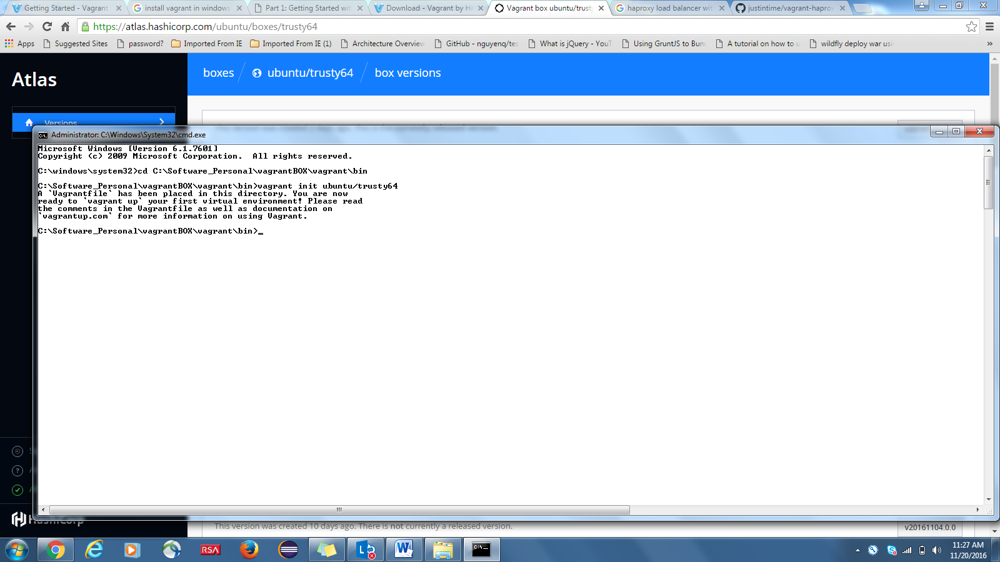 Getting Started - Vagrant
install vagrant in windows
Part 1: Getting Started wit
Download - Vagrant by H
Vagrant box ubuntu/trust
haproxy load balancer wit
justintime/vagrant-hapro
https://atlas.hashicorp.com/ubuntu/boxes/trusty64
Apps
Suggested Sites
password?
Imported From IE
Imported From IE (1)
Architecture Overview
GitHub - nguyenq/tes
What is jQuery - YouT
Using GruntJS to Bun
A tutorial on how to u
wildfly deploy war usi
»
Atlas
boxes
ubuntu/trusty64
box versions
Versions
Administrator: C:\Windows\System32\cmd.exe
Microsoft Windows [Version 6.1.7601]
Copyright (c) 2009 Microsoft Corporation.  All rights reserved.
C:\windows\system32>cd C:\Software_Personal\vagrantBOX\vagrant\bin
C:\Software_Personal\vagrantBOX\vagrant\bin>vagrant init ubuntu/trusty64
A `Vagrantfile` has been placed in this directory. You are now
ready to `vagrant up` your first virtual environment! Please read
the comments in the Vagrantfile as well as documentation on
`vagrantup.com` for more information on using Vagrant.
C:\Software_Personal\vagrantBOX\vagrant\bin>_
HashiCorp
This version was created 10 days ago. There is not currently a released version.
v20161104.0.0
RSA
11:27 AM
11/20/2016